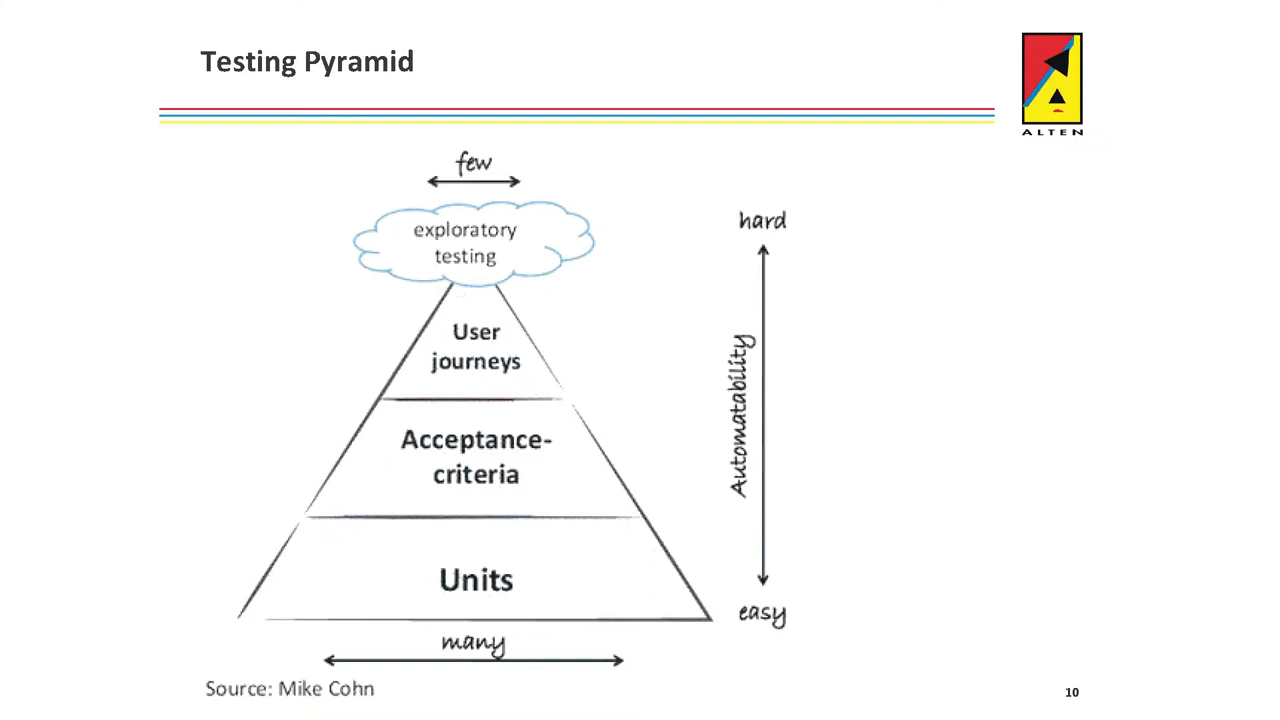 Testing Pyramid
ALTEN
few
exploratory
testing
hard
User
journeys
Automatability
Acceptance-
criteria
Units
easy
many
Source: Mike Cohn
10